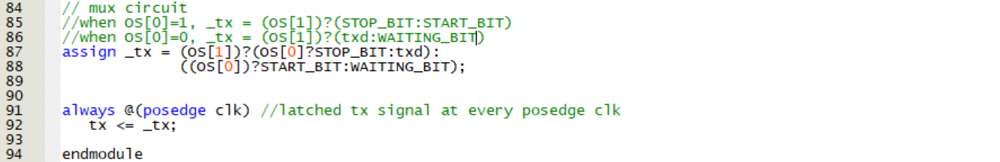 84 // mux circuit
85 //when OS[0]=1, _tx = (OS[1])?(STOP_BIT:START_BIT)
86 //when OS[0]=0, _tx = (OS[1])?(txd:WAITING_BIT)
87 assign _tx = (OS[1])?(OS[0]?STOP_BIT:txd):
88 ((OS[0])?START_BIT:WAITING_BIT);
89
90
91 always @(posedge clk) //latched tx signal at every posedge clk
92 tx <= _tx;
93
94 endmodule